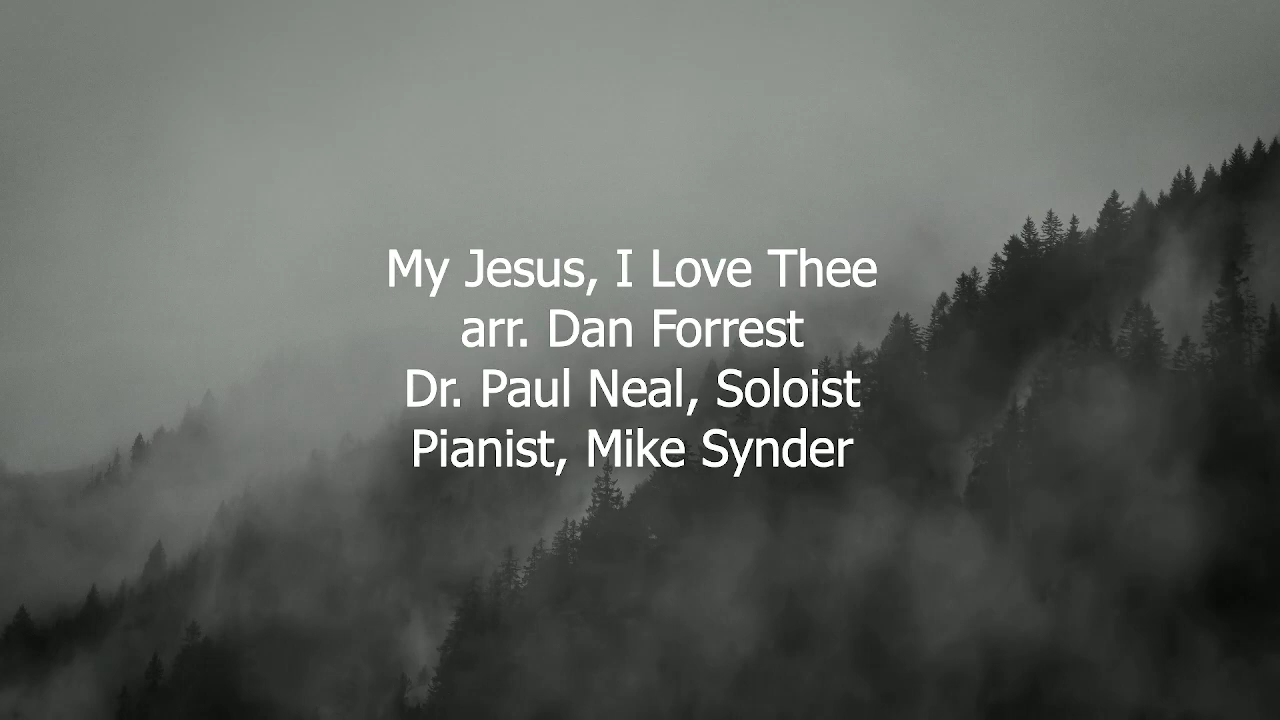 My Jesus, I Love Thee
arr. Dan Forrest
Dr. Paul Neal, Soloist
Pianist, Mike Synder